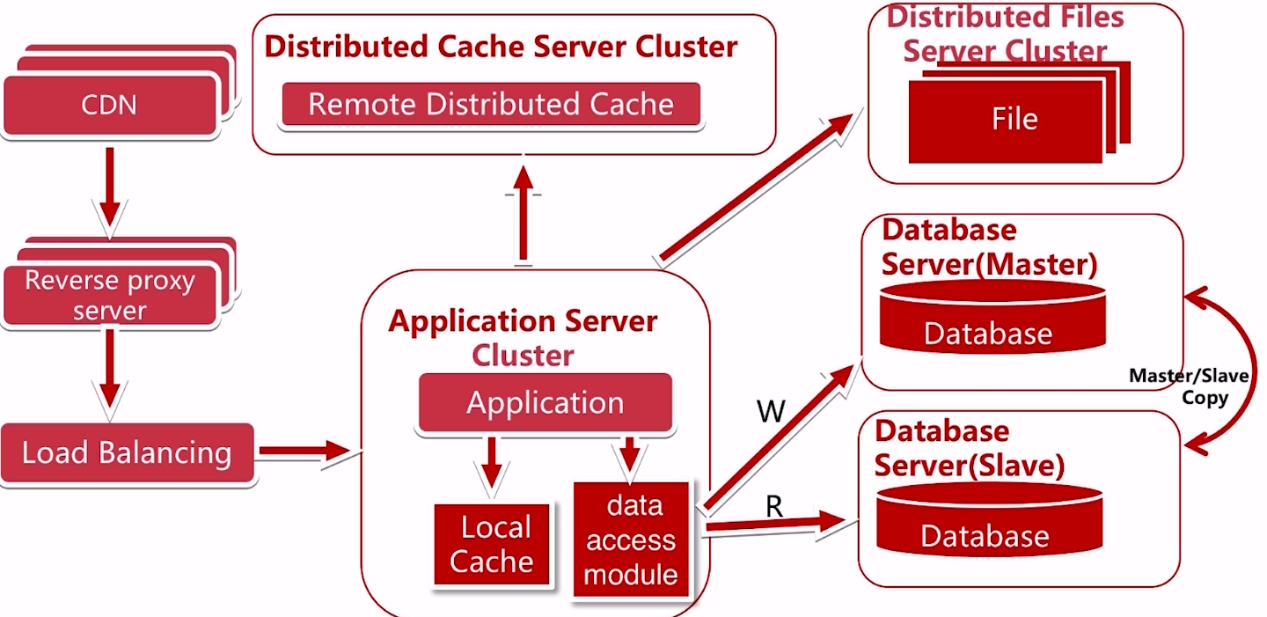 CDN
Reverse proxy
server
Load Balancing
Distributed Cache Server Cluster
Remote Distributed Cache
Application Server
Cluster
Application
Local
Cache
data
access
module
W
R
Distributed Files
Server Cluster
File
Database
Server(Master)
Database
Master/Slave
Copy
Database
Server(Slave)
Database